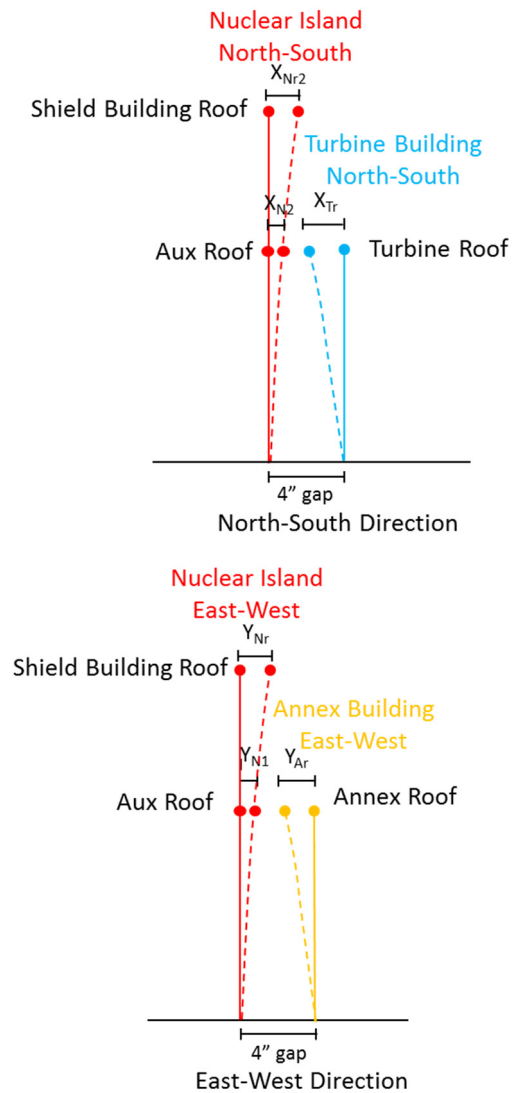 Nuclear Island
North-South
X_Nr2
Shield Building Roof
Turbine Building
North-South
X_N2
X_Tr
Aux Roof
Turbine Roof
4” gap
North-South Direction
Nuclear Island
East-West
Y_Nr
Shield Building Roof
Annex Building
East-West
Y_N1
Y_Ar
Aux Roof
Annex Roof
4” gap
East-West Direction